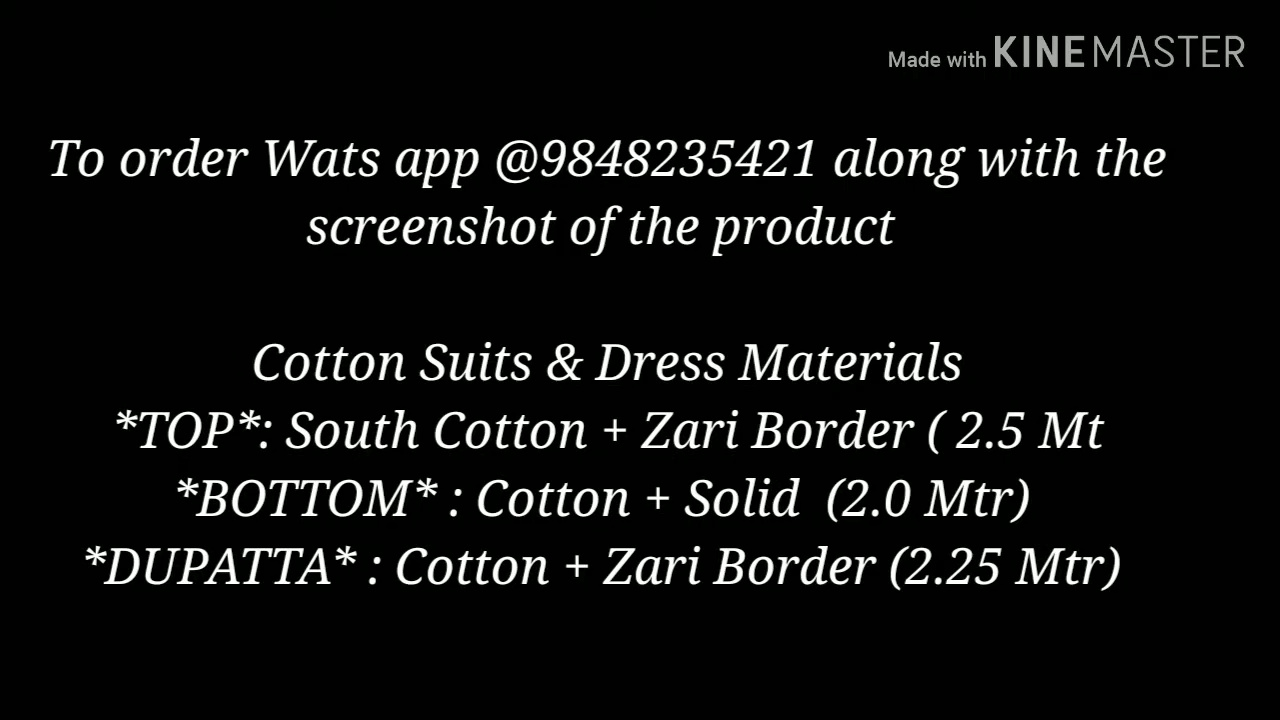 Made with KINEMASTER
To order Wats app @9848235421 along with the
screenshot of the product
Cotton Suits & Dress Materials
*TOP*: South Cotton + Zari Border ( 2.5 Mt
*BOTTOM* : Cotton + Solid  (2.0 Mtr)
*DUPATTA* : Cotton + Zari Border (2.25 Mtr)